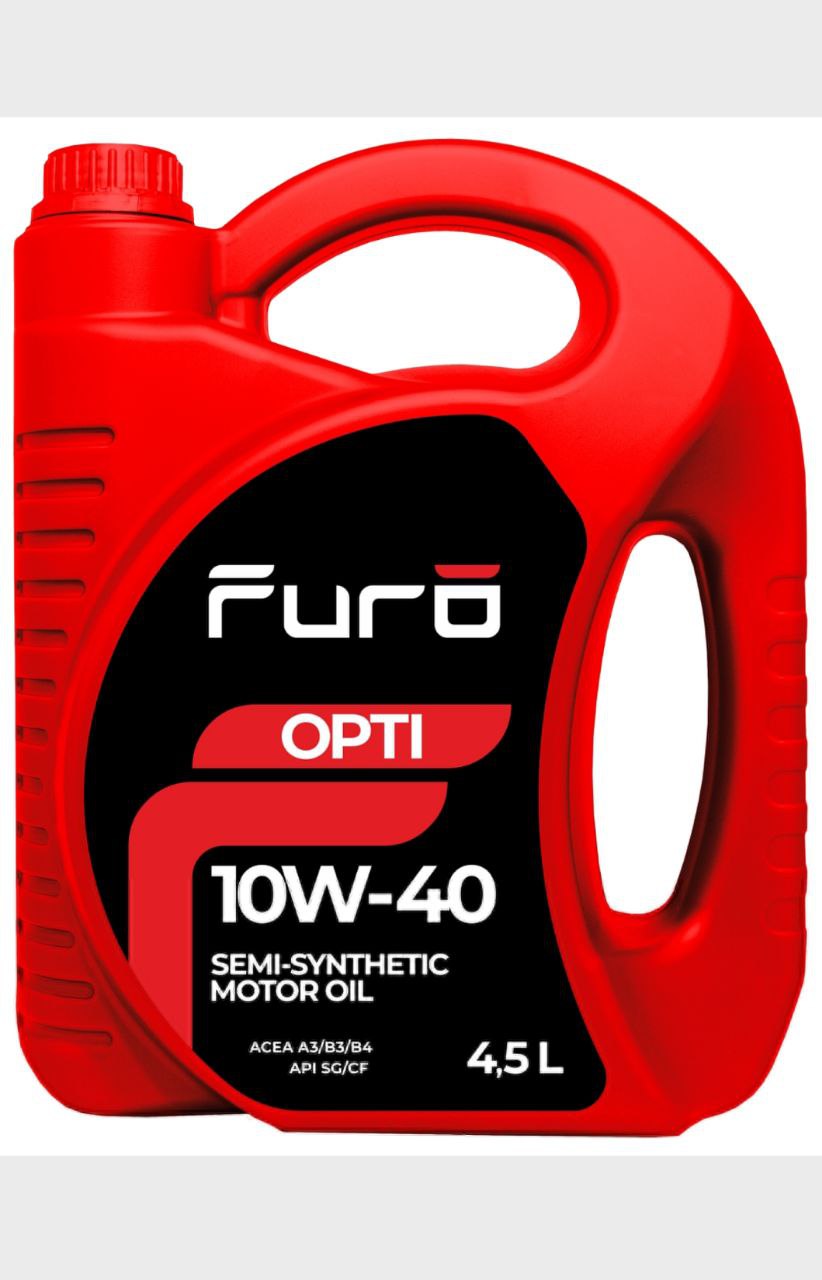 Furō
OPTI
10W-40
SEMI-SYNTHETIC
MOTOR OIL
ACEA A3/B3/B4
API SG/CF
4,5 L